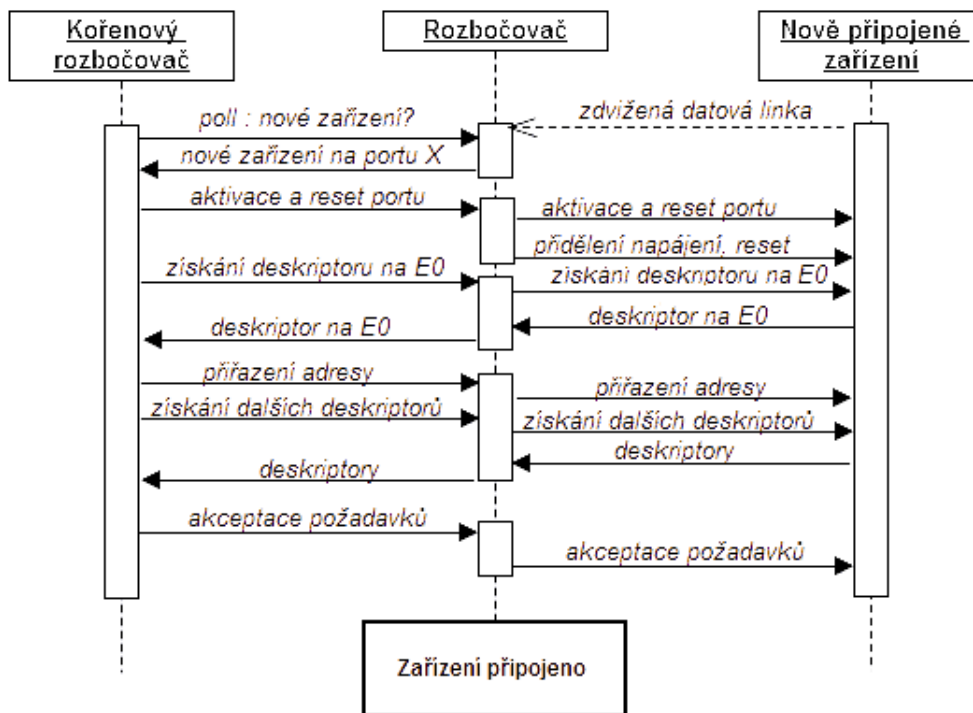 Kořenový
rozbočovač
Rozbočovač
Nově připojené
zařízení
poll : nové zařízení?
zdvižená datová linka
nové zařízení na portu X
aktivace a reset portu
aktivace a reset portu
přidělení napájení, reset
získání deskriptoru na E0
získání deskriptoru na E0
deskriptor na E0
deskriptor na E0
přiřazení adresy
přiřazení adresy
získání dalších deskriptorů
získání dalších deskriptorů
deskriptory
deskriptory
akceptace požadavků
akceptace požadavků
Zařízení připojeno